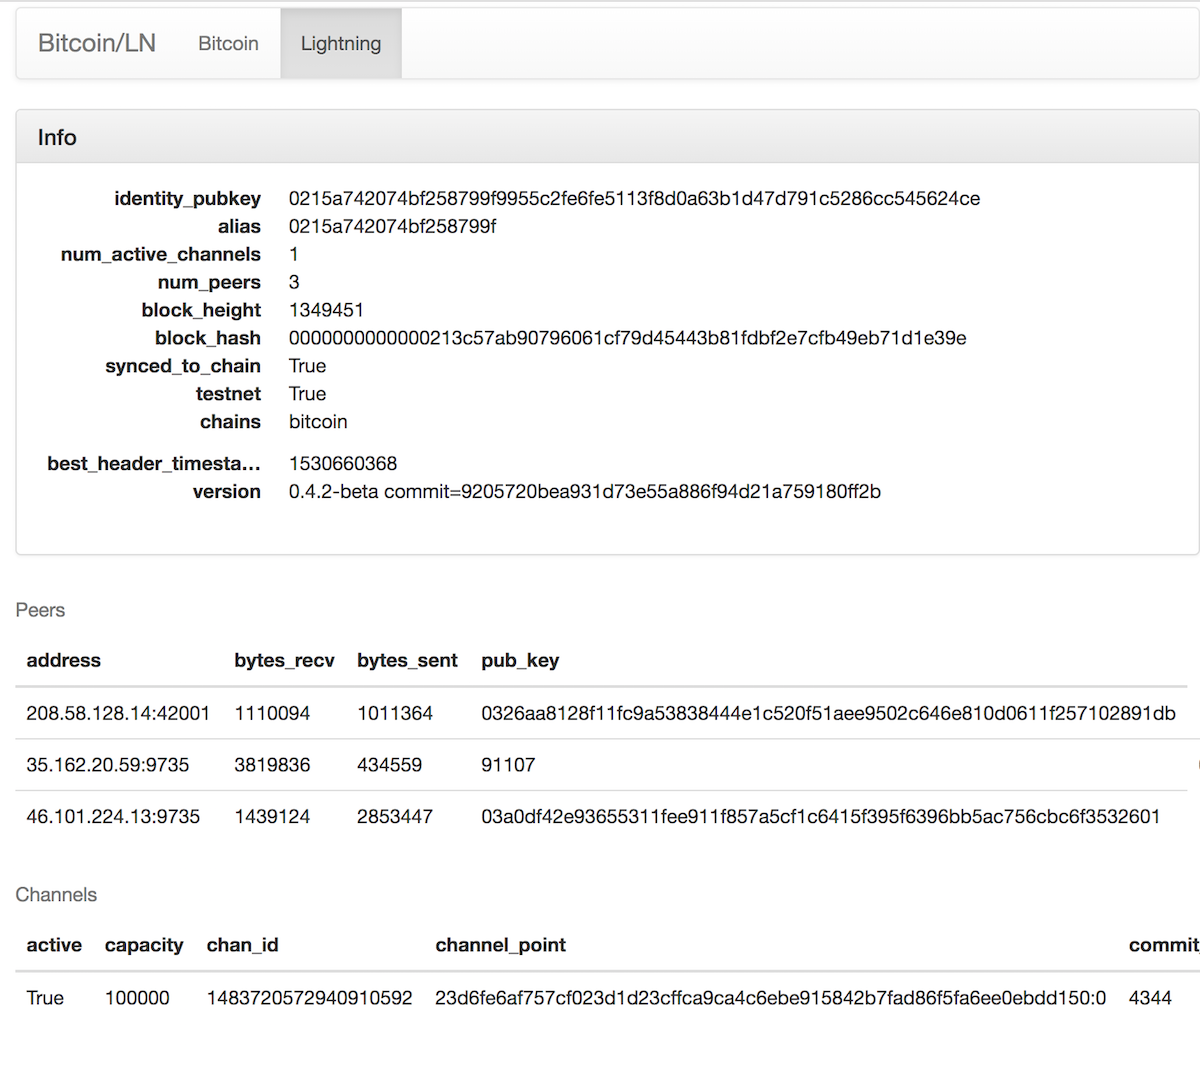 Bitcoin/LN Bitcoin Lightning
Info
identity_pubkey 0215a742074bf258799f9955c2fe6fe5113f8d0a63b1d47d791c5286cc545624ce
alias 0215a742074bf258799f
num_active_channels 1
num_peers 3
block_height 1349451
block_hash 0000000000000213c57ab90796061cf79d45443b81fdbf2e7cfb49eb71d1e39e
synced_to_chain True
testnet True
chains bitcoin
best_header_timesta... 1530660368
version 0.4.2-beta commit=9205720bea931d73e55a886f94d21a759180ff2b
Peers
address bytes_recv bytes_sent pub_key
208.58.128.14:42001 1110094 1011364 0326aa8128f11fc9a53838444e1c520f51aee9502c646e810d0611f257102891db
35.162.20.59:9735 3819836 434559 91107
46.101.224.13:9735 1439124 2853447 03a0df42e93655311fee911f857a5cf1c6415f395f6396bb5ac756cbc6f3532601
Channels
active capacity chan_id channel_point commit_
True 100000 1483720572940910592 23d6fe6af757cf023d1d23cffca9ca4c6ebe915842b7fad86f5fa6ee0ebdd150:0 4344